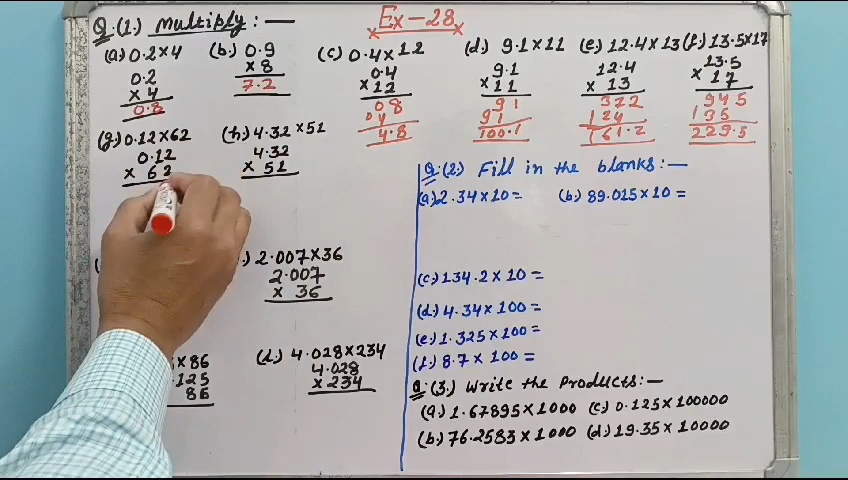 Ex-28
Q.(1.) Multiply:—
(a) 0.2×4
0.2
× 4
0.8
(b.) 0.9
× 8
7.2
(c) 0.4×12
0.4
×12
08
04
4.8
(d.) 9.1×11
9.1
×11
91
91
100.1
(e.) 12.4×13
12.4
× 13
372
124
161.2
(f.) 13.5×17
13.5
× 17
945
135
229.5
(g.) 0.12×62
0.12
× 62
(h.) 4.32×51
4.32
× 51
2.007×36
2.007
× 36
×86
125
86
(l.) 4.028×234
4.028
×234
Q.(2.) Fill in the blanks:—
(a) 2.34×10=
(b.) 89.015×10=
(c.) 134.2×10=
(d.) 4.34×100=
(e.) 1.325×100=
(f.) 8.7×100=
Q.(3.) Write the Products:—
(a) 1.67895×1000 (c) 0.125×100000
(b.) 76.2583×1000 (d.) 19.35×10000